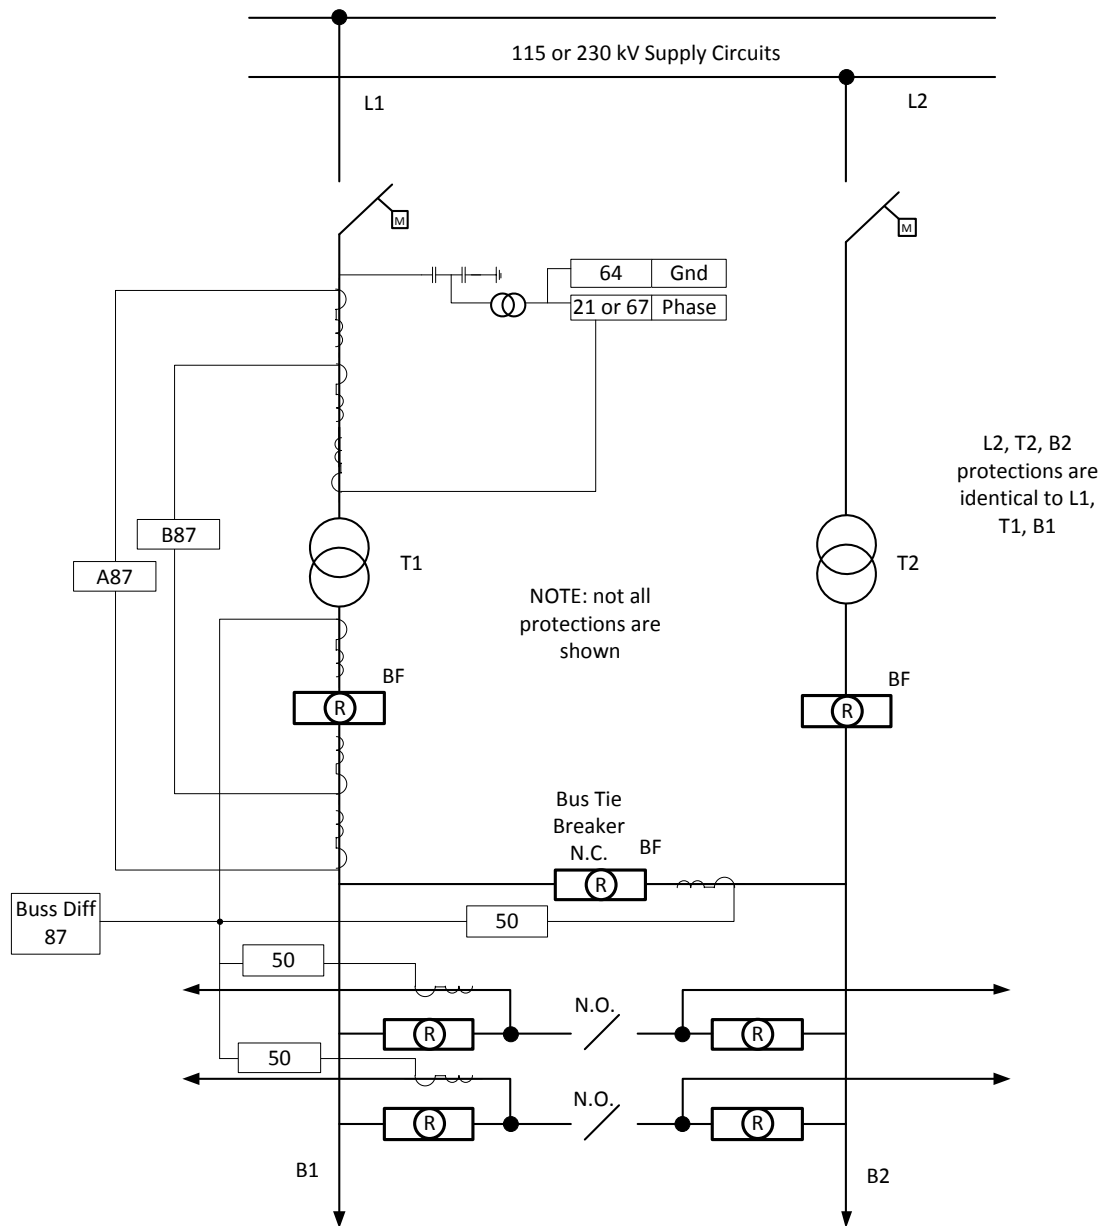 115 or 230 kV Supply Circuits
L1
L2
M
M
64
Gnd
21 or 67
Phase
L2, T2, B2
protections are
identical to L1,
T1, B1
B87
A87
T1
T2
NOTE: not all
protections are
shown
BF
R
BF
R
Bus Tie
Breaker
N.C.
BF
R
Buss Diff
87
50
50
N.O.
R
R
50
N.O.
R
R
B1
B2